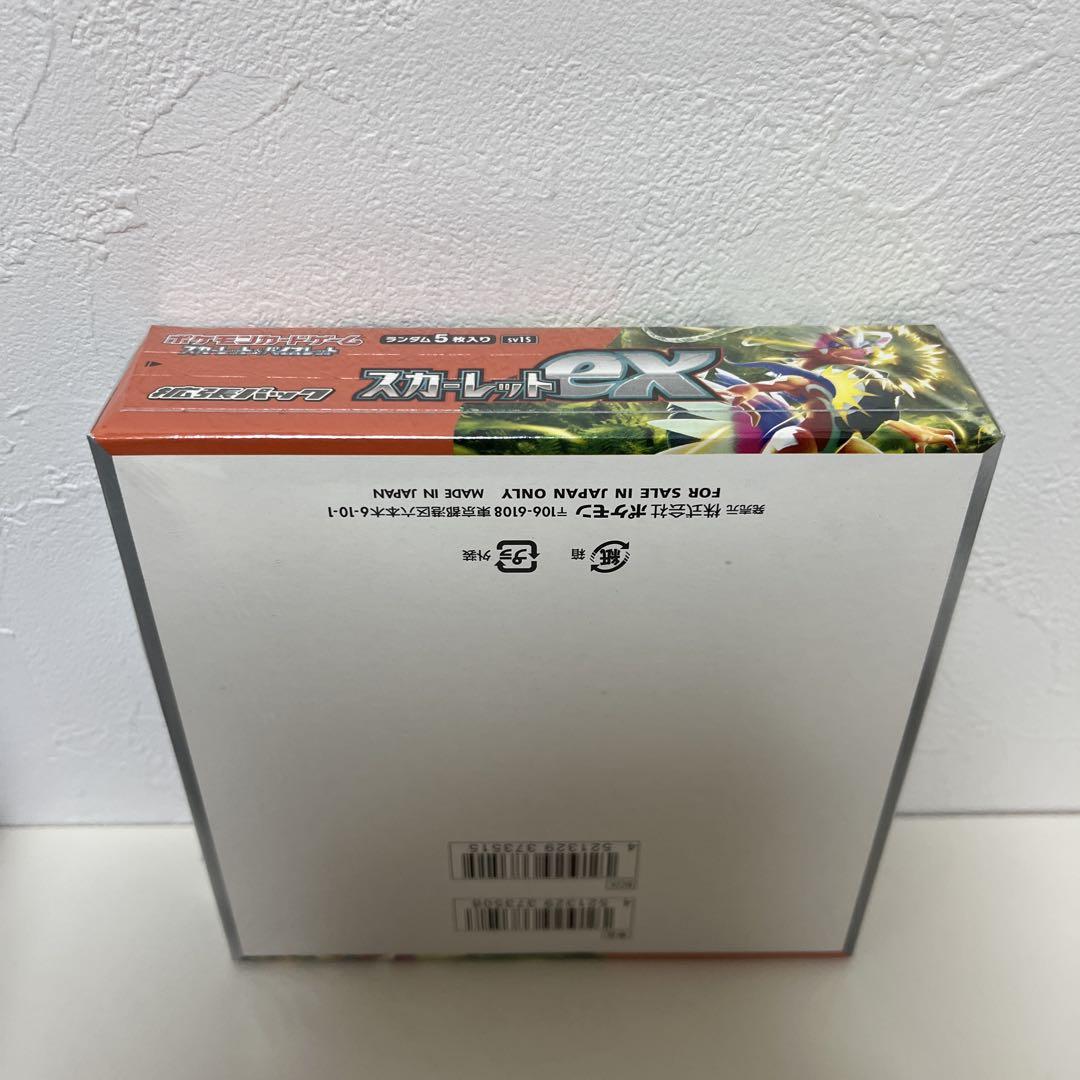 ポケモンカードゲーム
スカーレット&バイオレット
ランダム5枚入り sv1S
拡張パック
スカーレットex
FOR SALE IN JAPAN ONLY MADE IN JAPAN
発売元 株式会社 ポケモン 〒106-6108 東京都港区六本木6-10-1
紙 箱
プラ 外装
4 521329 373515
BOX
4 521329 373508